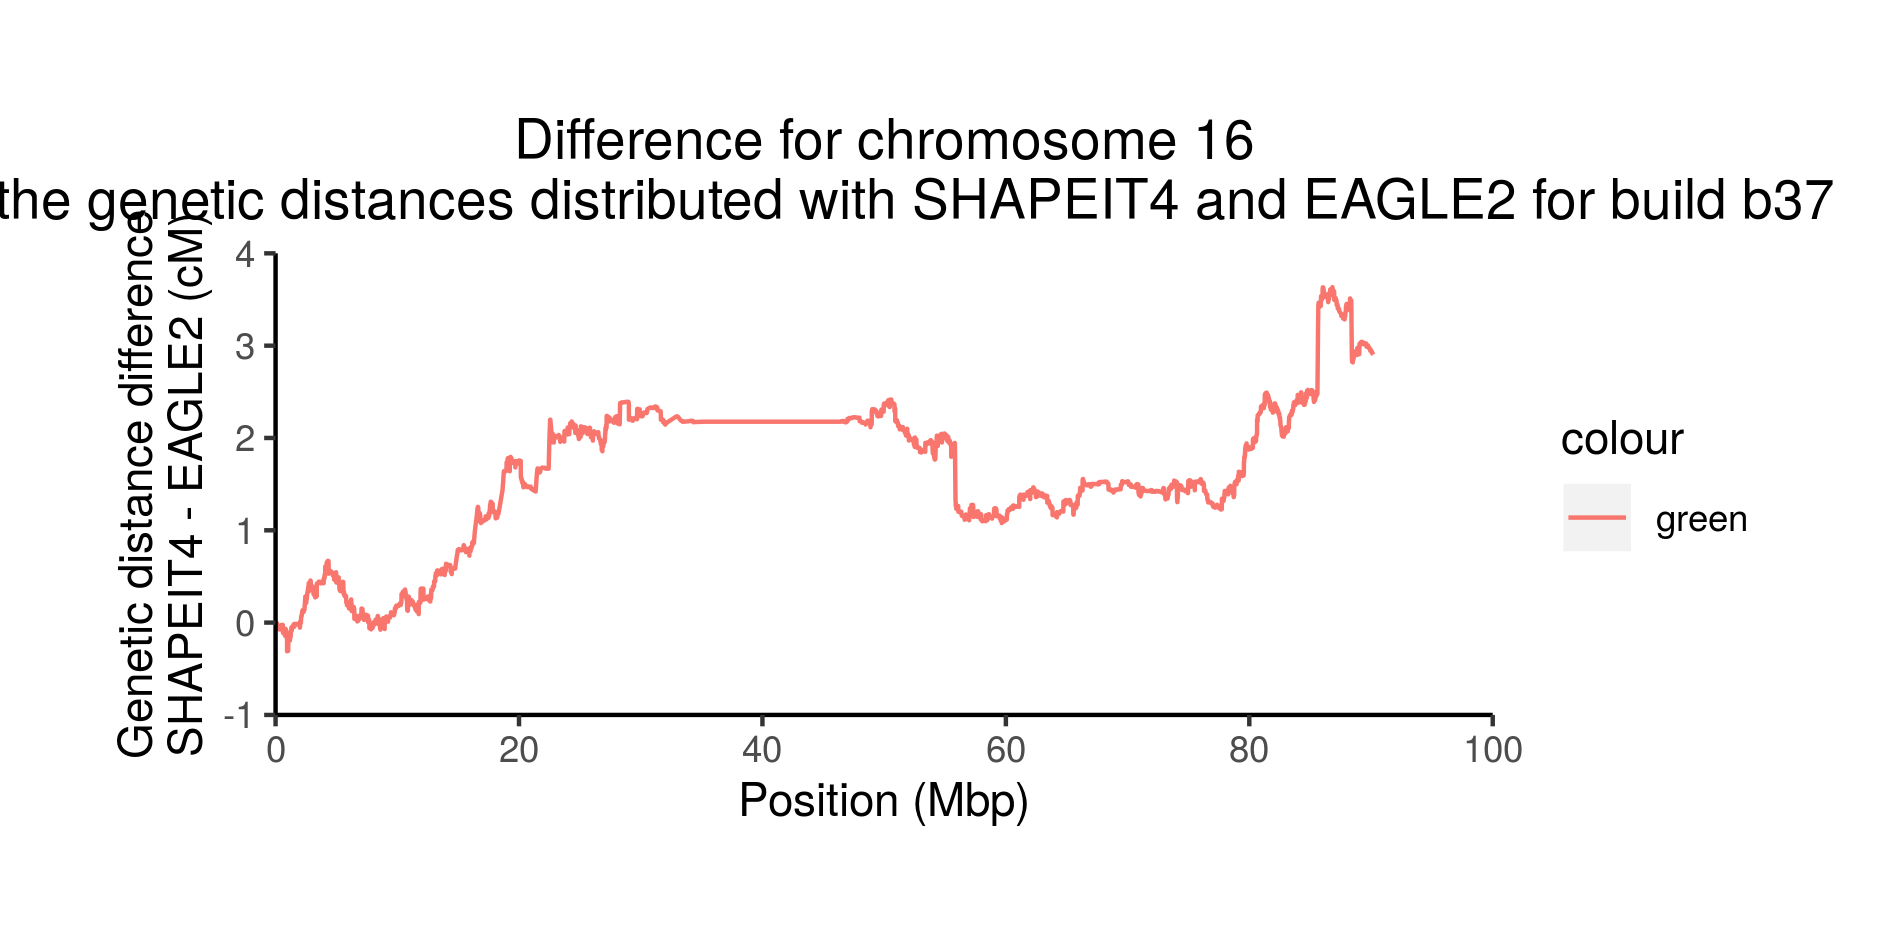 Difference for chromosome 16
the genetic distances distributed with SHAPEIT4 and EAGLE2 for build b37
Genetic distance difference
SHAPEIT4 - EAGLE2 (cM)
4
3
2
1
0
-1
0 20 40 60 80 100
Position (Mbp)
colour
green